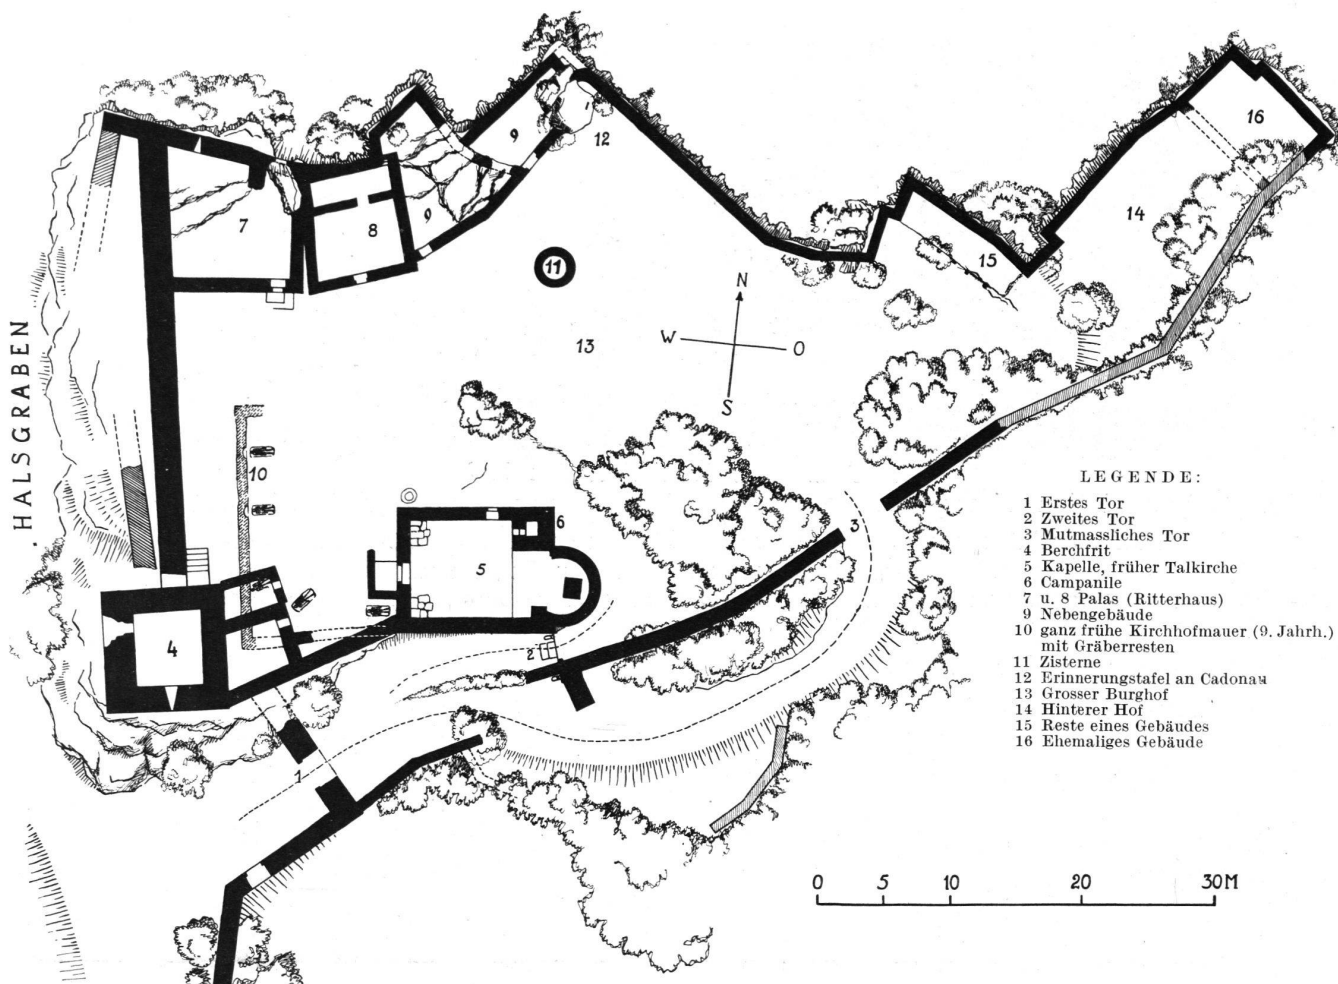 16
9
12
14
7
8
9
15
11
N
13
W
O
S
HALSGRABEN
10
6
3
5
4
2
1
LEGENDE:
1 Erstes Tor
2 Zweites Tor
3 Mutmassliches Tor
4 Berchfrit
5 Kapelle, früher Talkirche
6 Campanile
7 u. 8 Palas (Ritterhaus)
9 Nebengebäude
10 ganz frühe Kirchhofmauer (9. Jahrh.)
mit Gräberresten
11 Zisterne
12 Erinnerungstafel an Cadonau
13 Grosser Burghof
14 Hinterer Hof
15 Reste eines Gebäudes
16 Ehemaliges Gebäude
0 5 10 20 30M